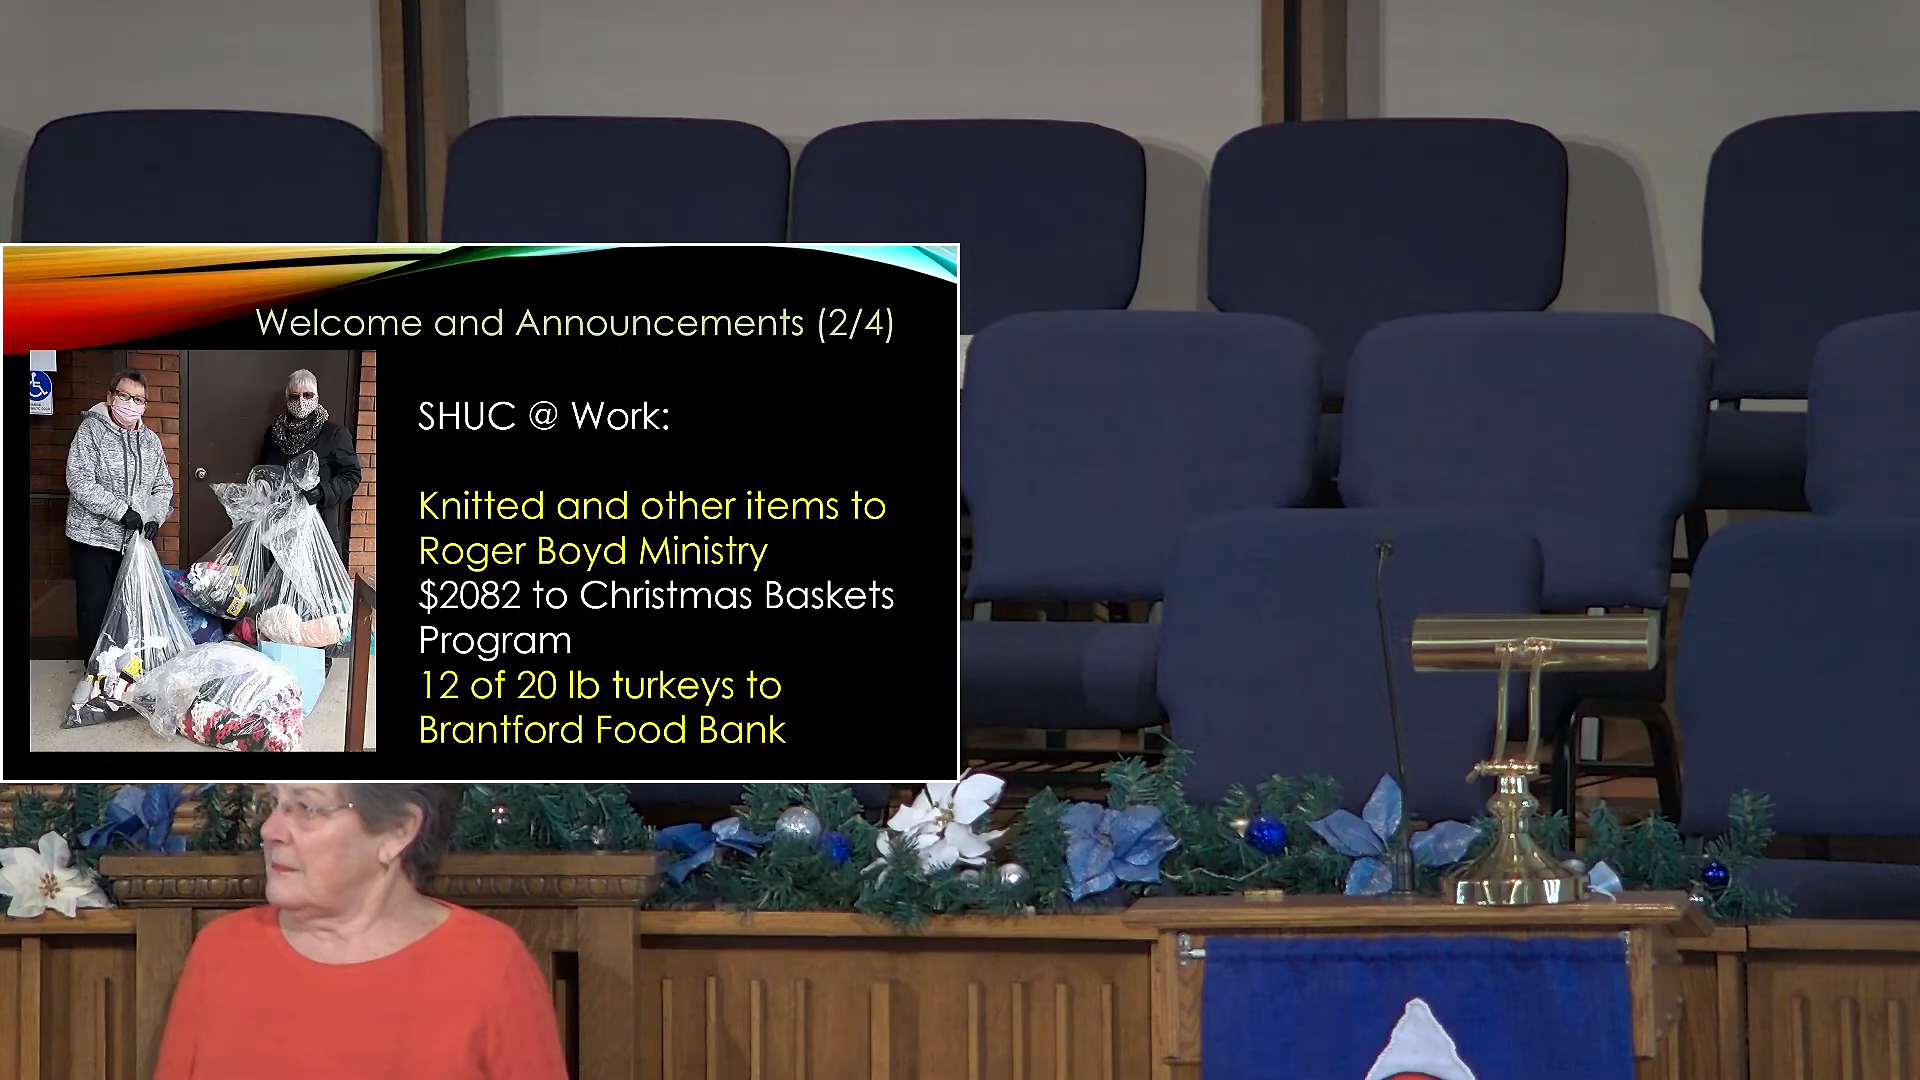 Welcome and Announcements (2/4)
SHUC @ Work:
Knitted and other items to
Roger Boyd Ministry
$2082 to Christmas Baskets
Program
12 of 20 lb turkeys to
Brantford Food Bank